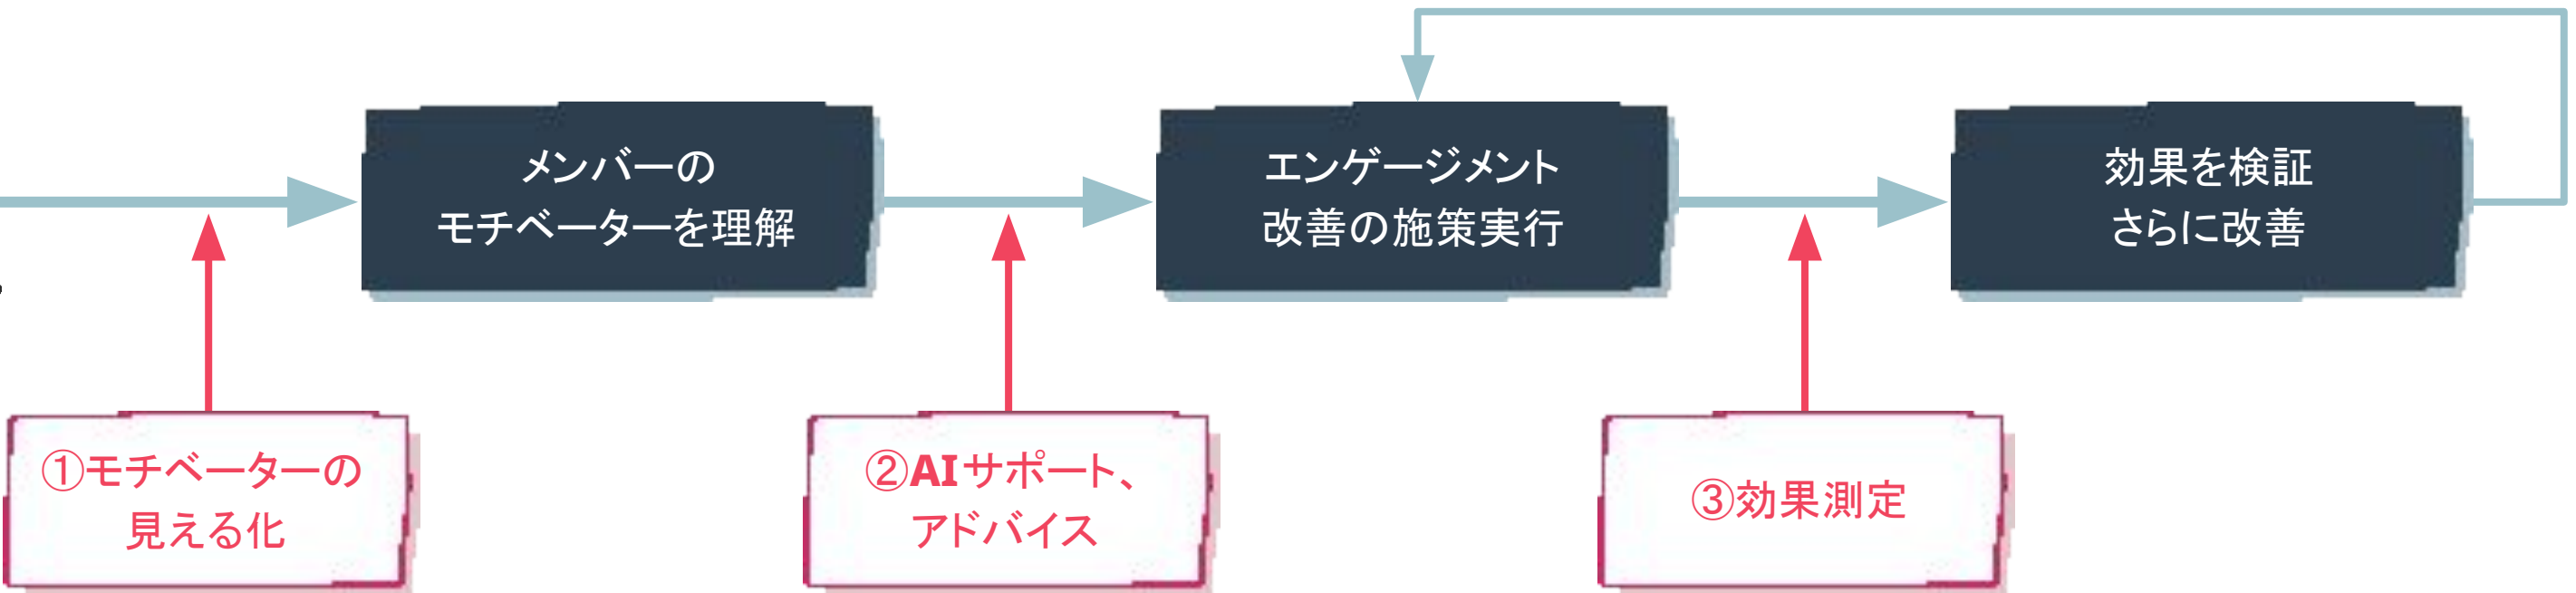 メンバーの
モチベーターを理解
エンゲージメント
改善の施策実行
効果を検証
さらに改善
①モチベーターの
見える化
②AIサポート、
アドバイス
③効果測定